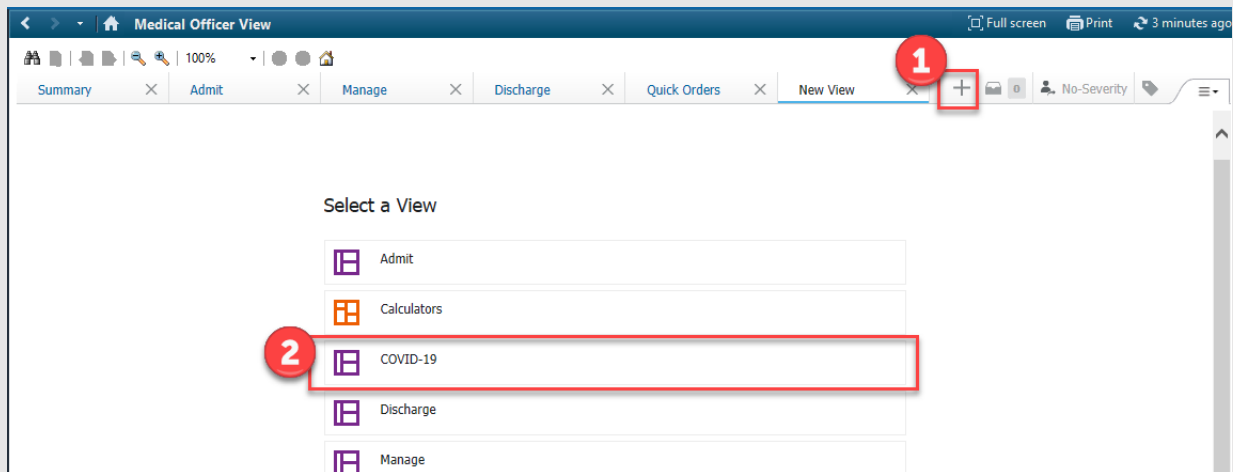 Medical Officer View Full screen Print 3 minutes ago
100%
1
Summary Admit Manage Discharge Quick Orders New View 0 No-Severity
Select a View
Admit
Calculators
2 COVID-19
Discharge
Manage